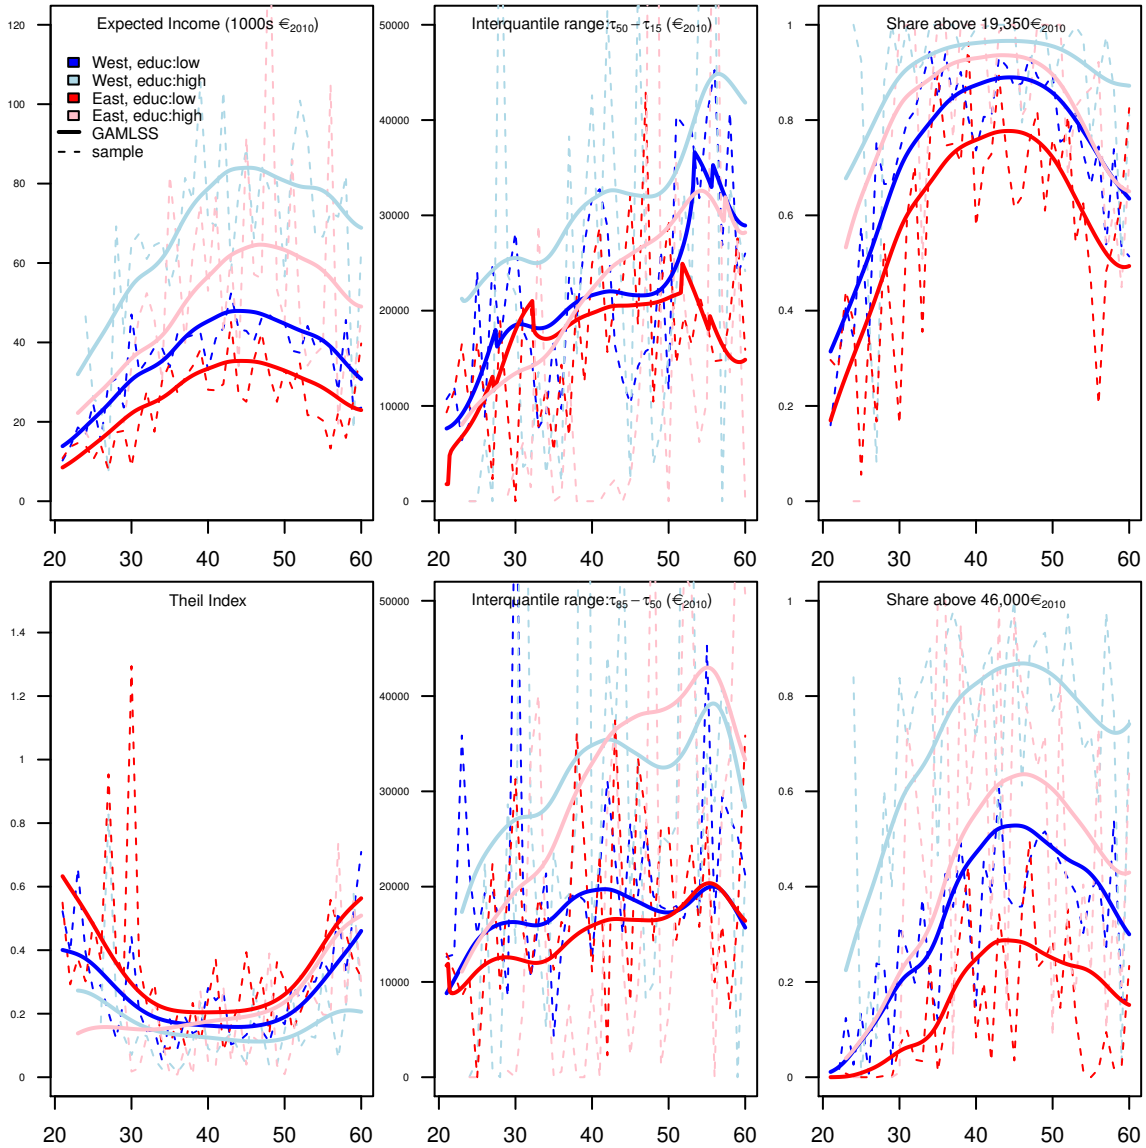 Expected Income (1000s €2010)
120
100
80
60
40
20
0
West, educ:low
West, educ:high
East, educ:low
East, educ:high
GAMLSS
sample
20 30 40 50 60
Interquantile range:τ50−τ15 (€2010)
50000
40000
30000
20000
10000
0
20 30 40 50 60
Share above 19,350€2010
1
0.8
0.6
0.4
0.2
0
20 30 40 50 60
Theil Index
1.4
1.2
1
0.8
0.6
0.4
0.2
0
20 30 40 50 60
Interquantile range:τ85−τ50 (€2010)
50000
40000
30000
20000
10000
0
20 30 40 50 60
Share above 46,000€2010
1
0.8
0.6
0.4
0.2
0
20 30 40 50 60